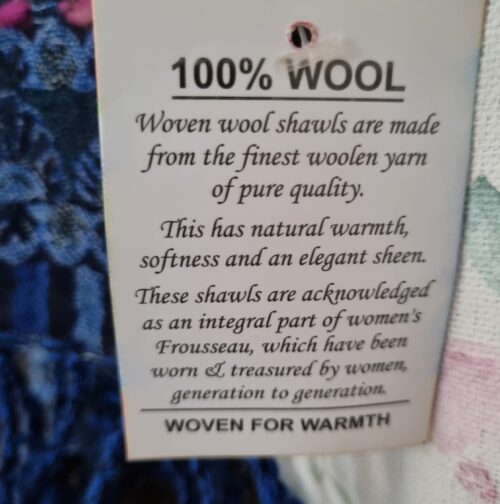 100% WOOL
Woven wool shawls are made
from the finest woolen yarn
of pure quality.
This has natural warmth,
softness and an elegant sheen.
These shawls are acknowledged
as an integral part of women's
Frousseau, which have been
worn & treasured by women,
generation to generation.
WOVEN FOR WARMTH